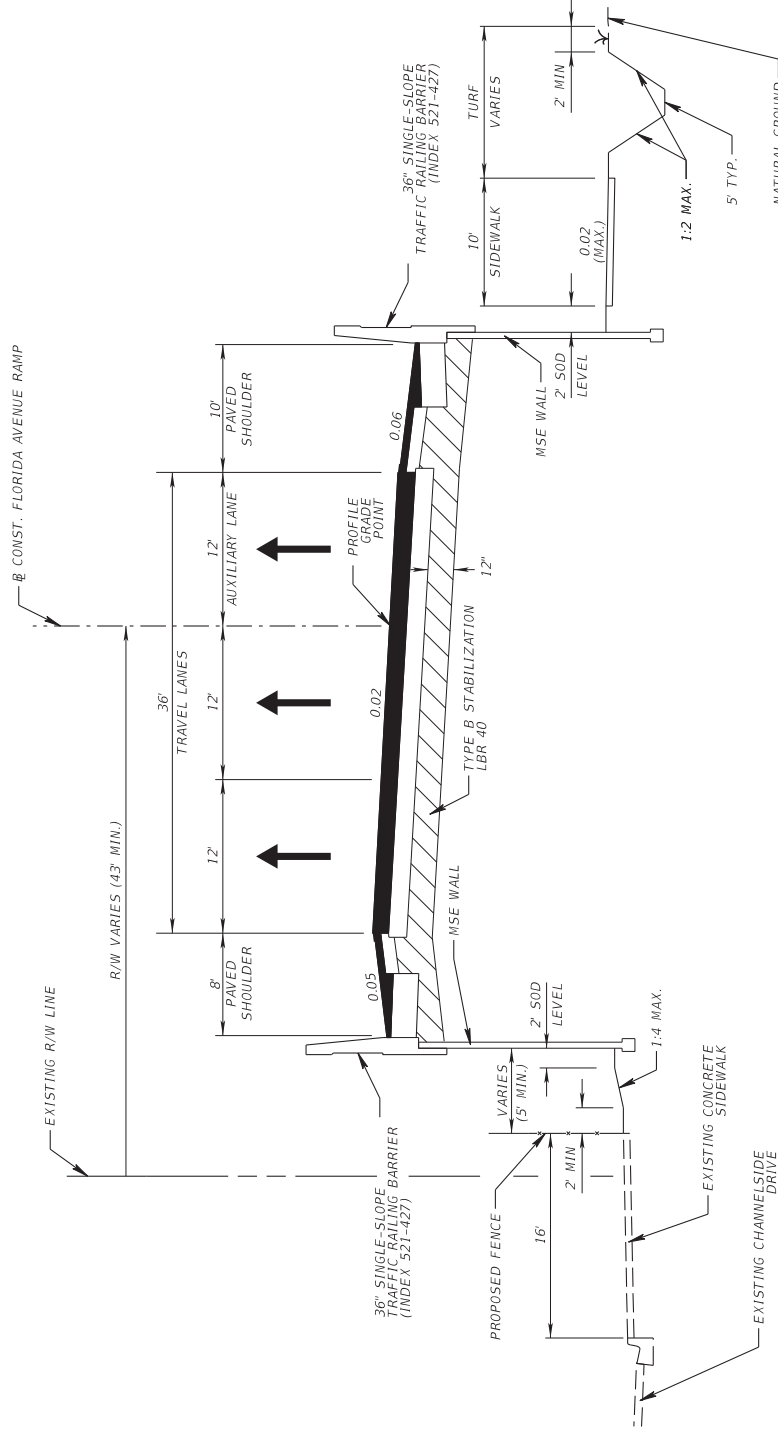 ℄ CONST. FLORIDA AVENUE RAMP
EXISTING R/W LINE
R/W VARIES (43' MIN.)
36'
TRAVEL LANES
8'
PAVED
SHOULDER
12'
12'
12'
AUXILIARY LANE
10'
PAVED
SHOULDER
36" SINGLE-SLOPE
TRAFFIC RAILING BARRIER
(INDEX 521-427)
PROFILE
GRADE
POINT
0.05
0.02
0.06
36" SINGLE-SLOPE
TRAFFIC RAILING BARRIER
(INDEX 521-427)
MSE WALL
TYPE B STABILIZATION
LBR 40
12"
MSE WALL
10'
SIDEWALK
TURF
VARIES
2' MIN
PROPOSED FENCE
16'
VARIES
(5' MIN.)
2' MIN
2' SOD
LEVEL
2' SOD
LEVEL
0.02
(MAX.)
1:4 MAX.
1:2 MAX.
5' TYP.
NATURAL GROUND
EXISTING CONCRETE
SIDEWALK
EXISTING CHANNELSIDE
DRIVE